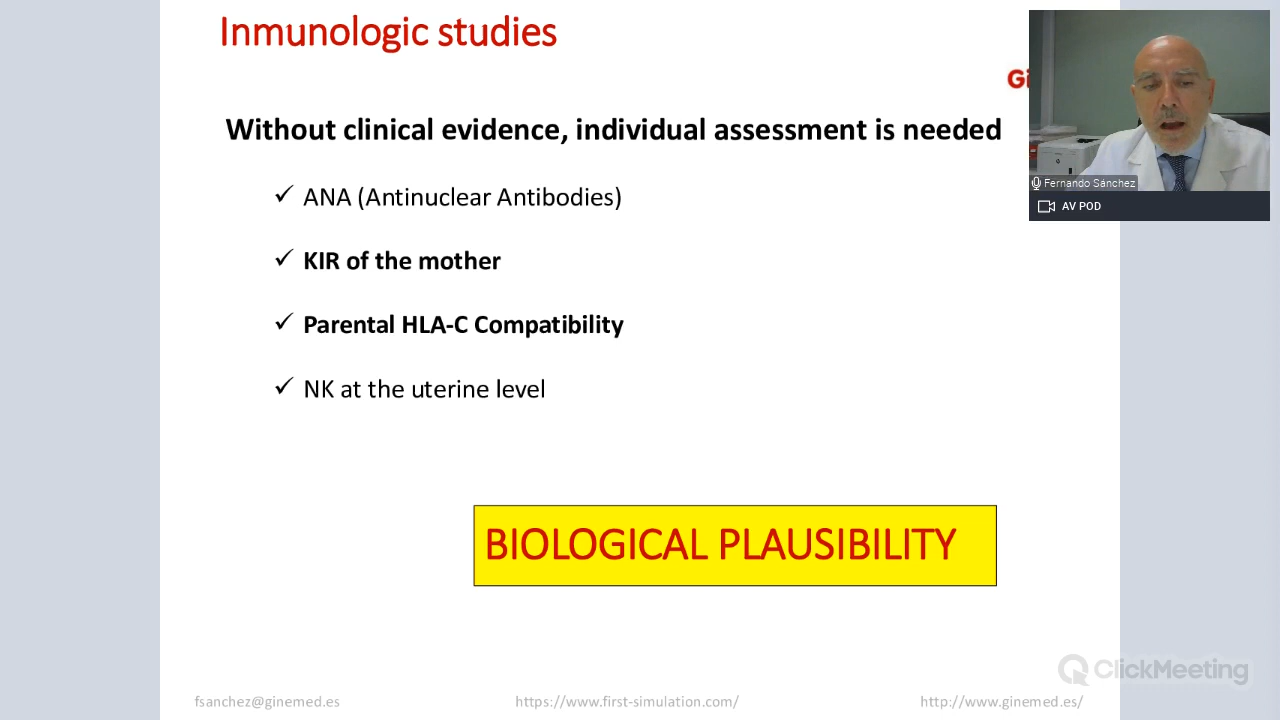 Inmunologic studies
Gi
Without clinical evidence, individual assessment is needed
✓ ANA (Antinuclear Antibodies)
✓ KIR of the mother
✓ Parental HLA-C Compatibility
✓ NK at the uterine level
BIOLOGICAL PLAUSIBILITY
Fernando Sánchez
AV POD
ClickMeeting
fsanchez@ginemed.es
https://www.first-simulation.com/
http://www.ginemed.es/